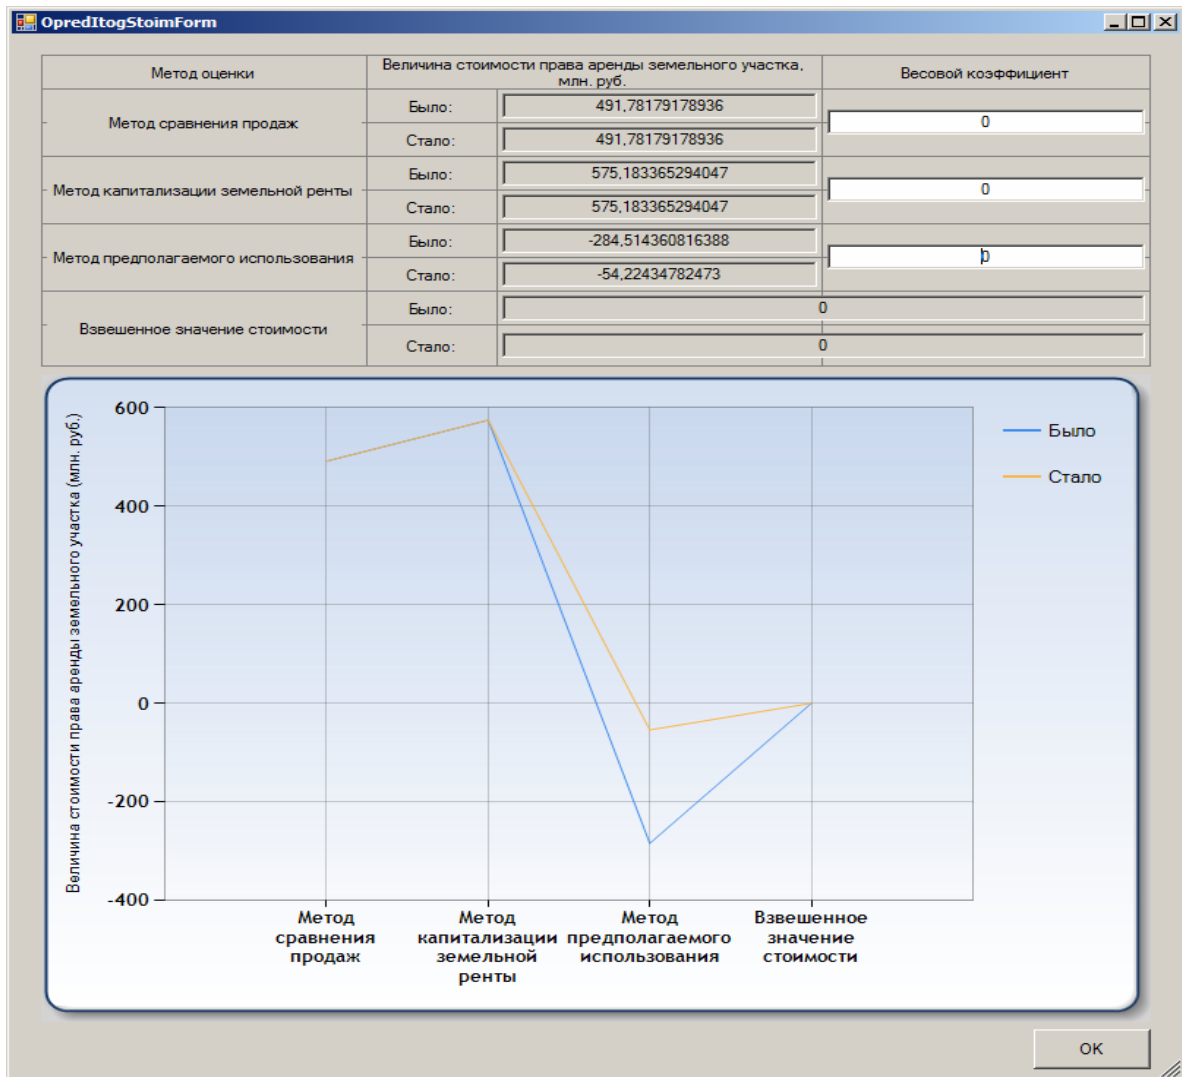 OpredItogStoimForm
Метод оценки
Величина стоимости права аренды земельного участка,
млн. руб.
Весовой коэффициент
Метод сравнения продаж
Было:
491,78179178936
0
Стало:
491,78179178936
Метод капитализации земельной ренты
Было:
575,183365294047
0
Стало:
575,183365294047
Метод предполагаемого использования
Было:
-284,514360816388
0
Стало:
-54,22434782473
Взвешенное значение стоимости
Было:
0
Стало:
0
Величина стоимости права аренды земельного участка (млн. руб.)
600
400
200
0
-200
-400
Метод
сравнения
продаж
Метод
капитализации
земельной
ренты
Метод
предполагаемого
использования
Взвешенное
значение
стоимости
Было
Стало
OK